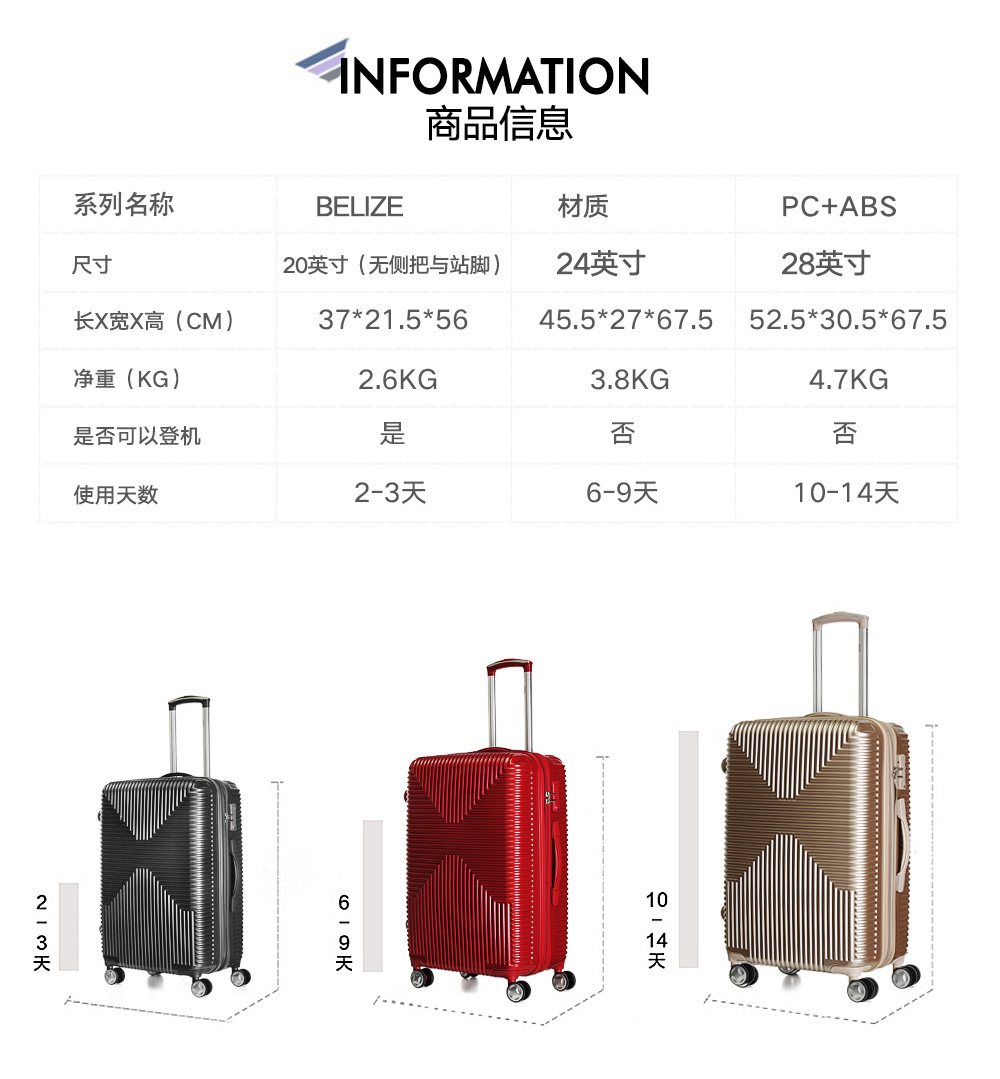 INFORMATION
商品信息
系列名称 BELIZE 材质 PC+ABS
尺寸 20英寸（无侧把与站脚） 24英寸 28英寸
长X宽X高（CM） 37*21.5*56 45.5*27*67.5 52.5*30.5*67.5
净重（KG） 2.6KG 3.8KG 4.7KG
是否可以登机 是 否 否
使用天数 2-3天 6-9天 10-14天
2-3天
6-9天
10-14天